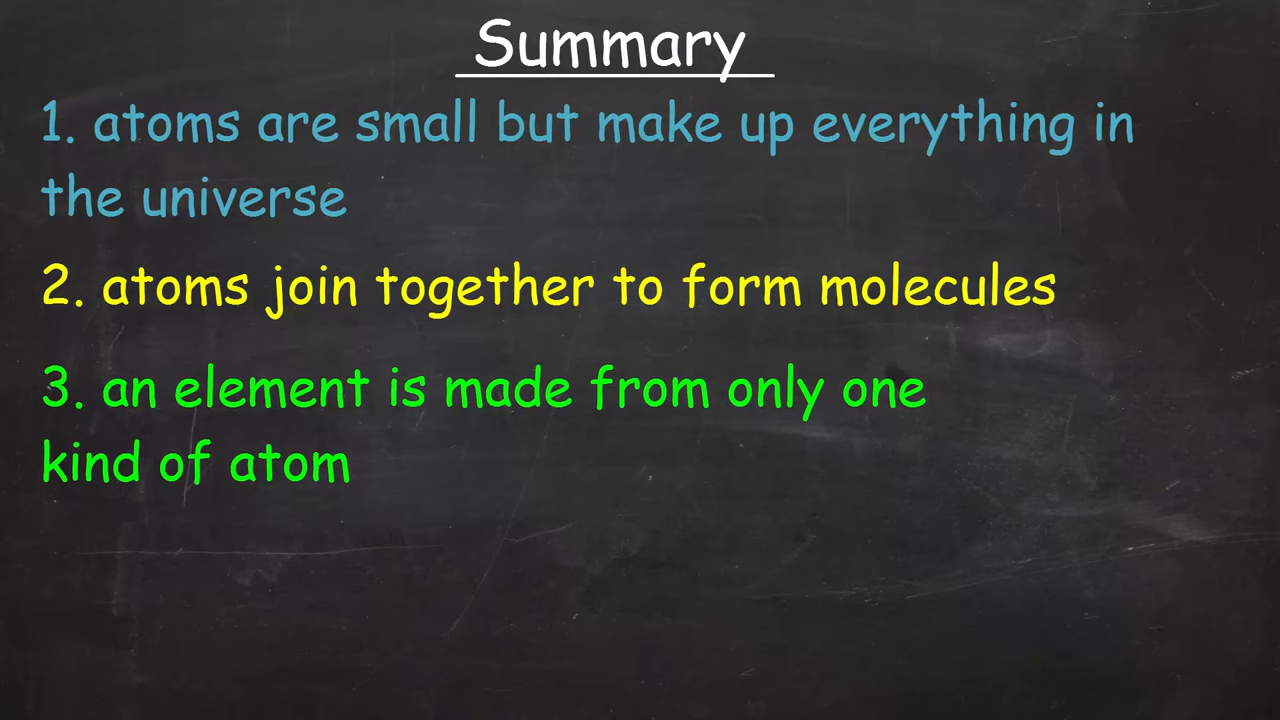 Summary
1. atoms are small but make up everything in
the universe
2. atoms join together to form molecules
3. an element is made from only one
kind of atom